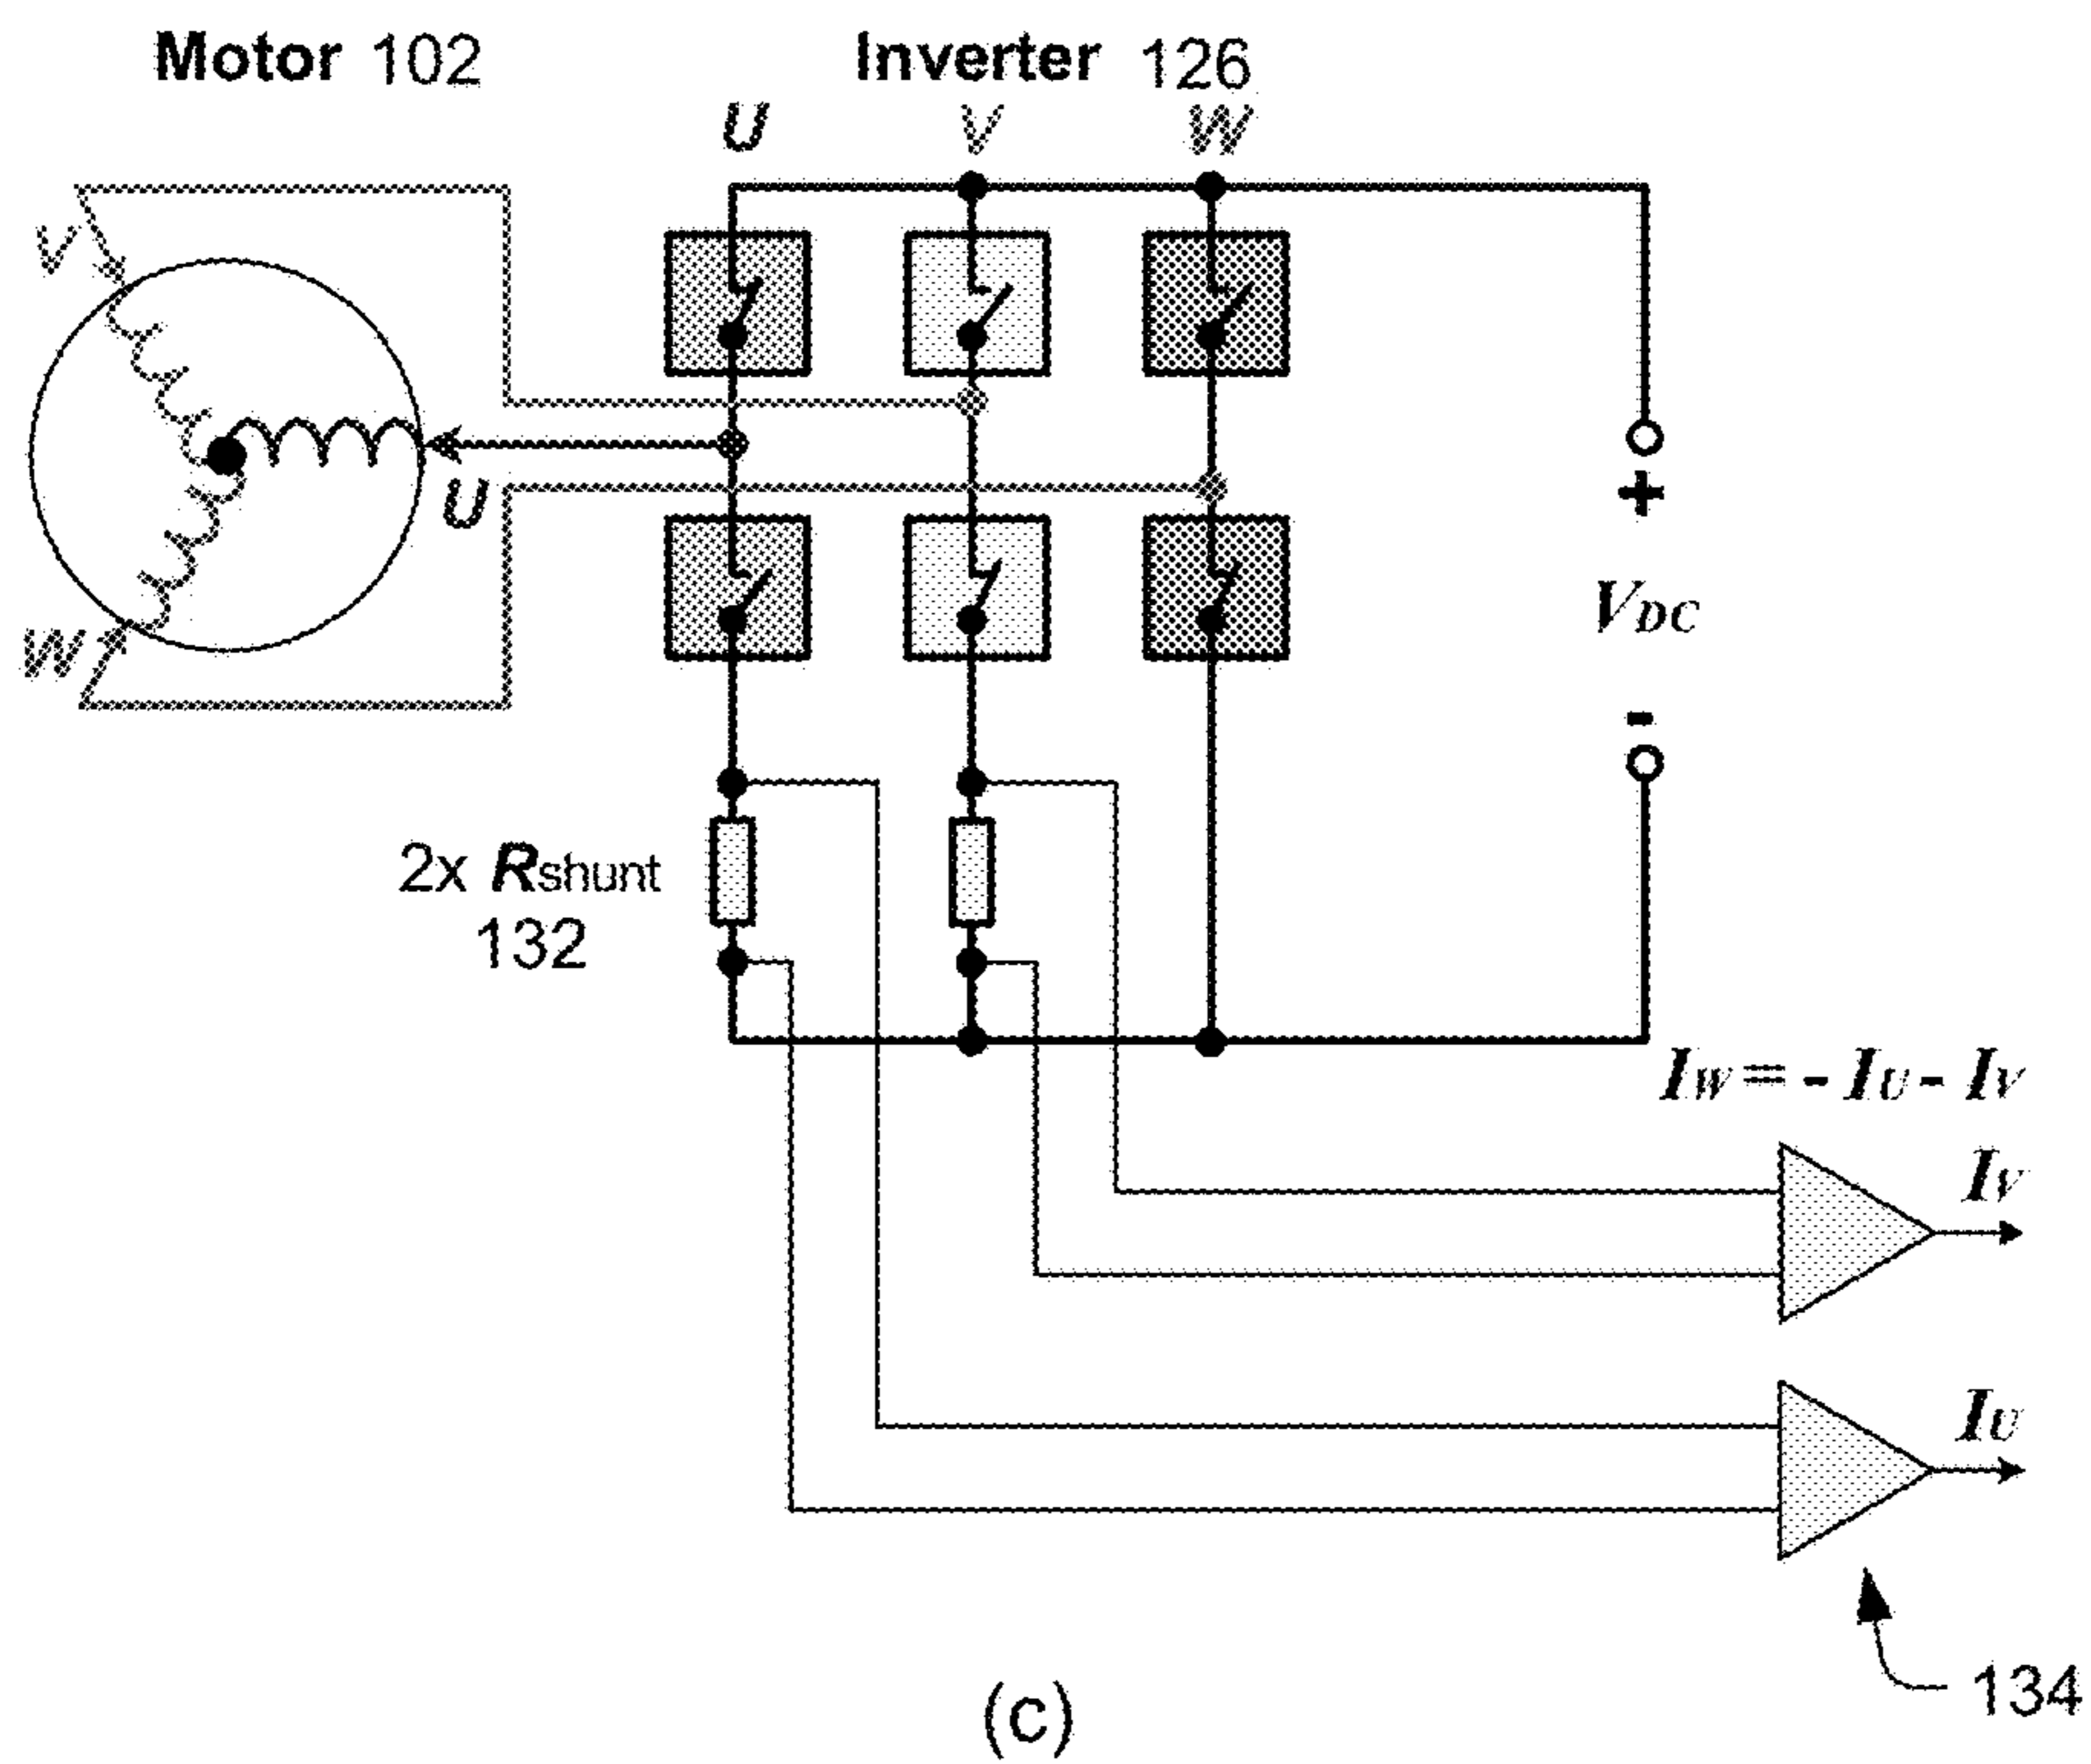 Motor 102
Inverter 126
U V W
V
U
W
+
VDC
-
2x Rshunt
132
IW = - IU - IV
IV
IU
134
(c)